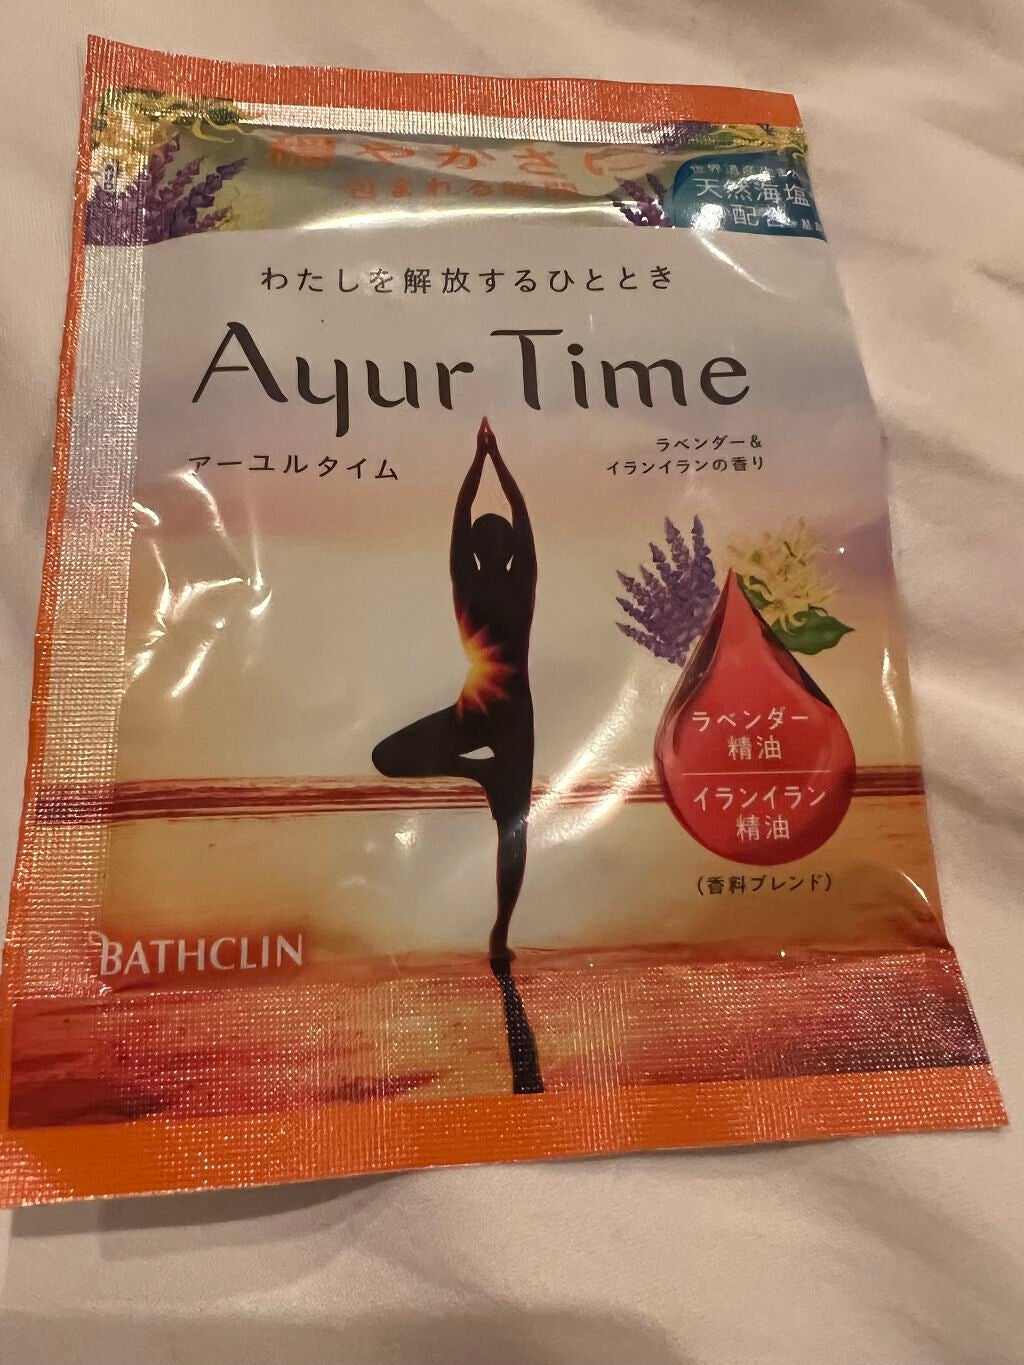 穏やかさに
包まれる時間
世界遺産
天然海塩
配合
わたしを解放するひととき
Ayur Time
アーユルタイム
ラベンダー&
イランイランの香り
ラベンダー
精油
イランイラン
精油
(香料ブレンド)
BATHCLIN